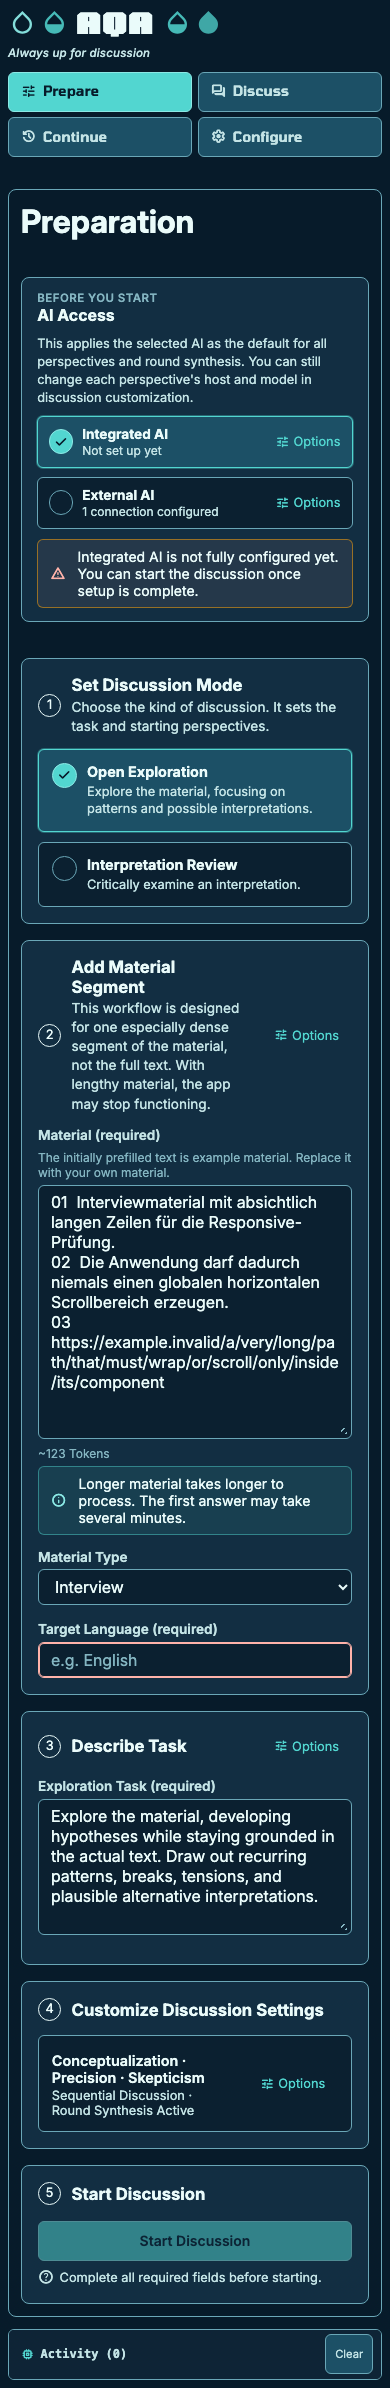 AQA
Always up for discussion
Prepare
Discuss
Continue
Configure
Preparation
BEFORE YOU START
AI Access
This applies the selected AI as the default for all
perspectives and round synthesis. You can still
change each perspective's host and model in
discussion customization.
Integrated AI
Not set up yet
Options
External AI
1 connection configured
Options
Integrated AI is not fully configured yet.
You can start the discussion once
setup is complete.
1
Set Discussion Mode
Choose the kind of discussion. It sets the
task and starting perspectives.
Open Exploration
Explore the material, focusing on
patterns and possible interpretations.
Interpretation Review
Critically examine an interpretation.
2
Add Material
Segment
This workflow is designed
for one especially dense
segment of the material,
not the full text. With
lengthy material, the app
may stop functioning.
Options
Material (required)
The initially prefilled text is example material. Replace it
with your own material.
01 Interviewmaterial mit absichtlich
langen Zeilen für die Responsive-
Prüfung.
02 Die Anwendung darf dadurch
niemals einen globalen horizontalen
Scrollbereich erzeugen.
03
https://example.invalid/a/very/long/pa
th/that/must/wrap/or/scroll/only/inside
/its/component
~123 Tokens
Longer material takes longer to
process. The first answer may take
several minutes.
Material Type
Interview
Target Language (required)
e.g. English
3
Describe Task
Options
Exploration Task (required)
Explore the material, developing
hypotheses while staying grounded in
the actual text. Draw out recurring
patterns, breaks, tensions, and
plausible alternative interpretations.
4
Customize Discussion Settings
Conceptualization ·
Precision · Skepticism
Sequential Discussion ·
Round Synthesis Active
Options
5
Start Discussion
Start Discussion
Complete all required fields before starting.
Activity (0)
Clear